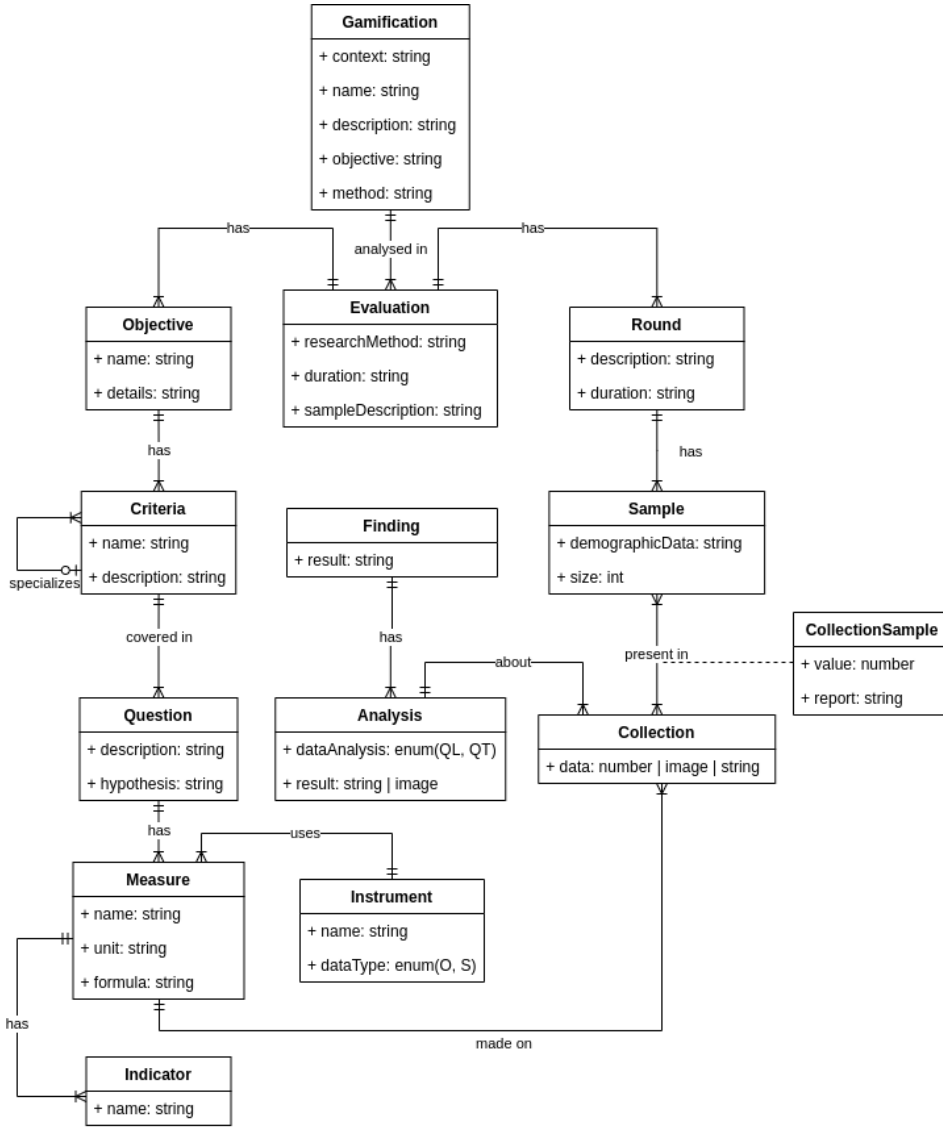 Gamification
+ context: string
+ name: string
+ description: string
+ objective: string
+ method: string
has
analysed in
has
Evaluation
+ researchMethod: string
+ duration: string
+ sampleDescription: string
Objective
+ name: string
+ details: string
Round
+ description: string
+ duration: string
has
has
Criteria
+ name: string
+ description: string
specializes
Finding
+ result: string
Sample
+ demographicData: string
+ size: int
CollectionSample
+ value: number
+ report: string
covered in
has
about
present in
Question
+ description: string
+ hypothesis: string
Analysis
+ dataAnalysis: enum(QL, QT)
+ result: string | image
Collection
+ data: number | image | string
has
uses
Measure
+ name: string
+ unit: string
+ formula: string
Instrument
+ name: string
+ dataType: enum(O, S)
has
made on
Indicator
+ name: string